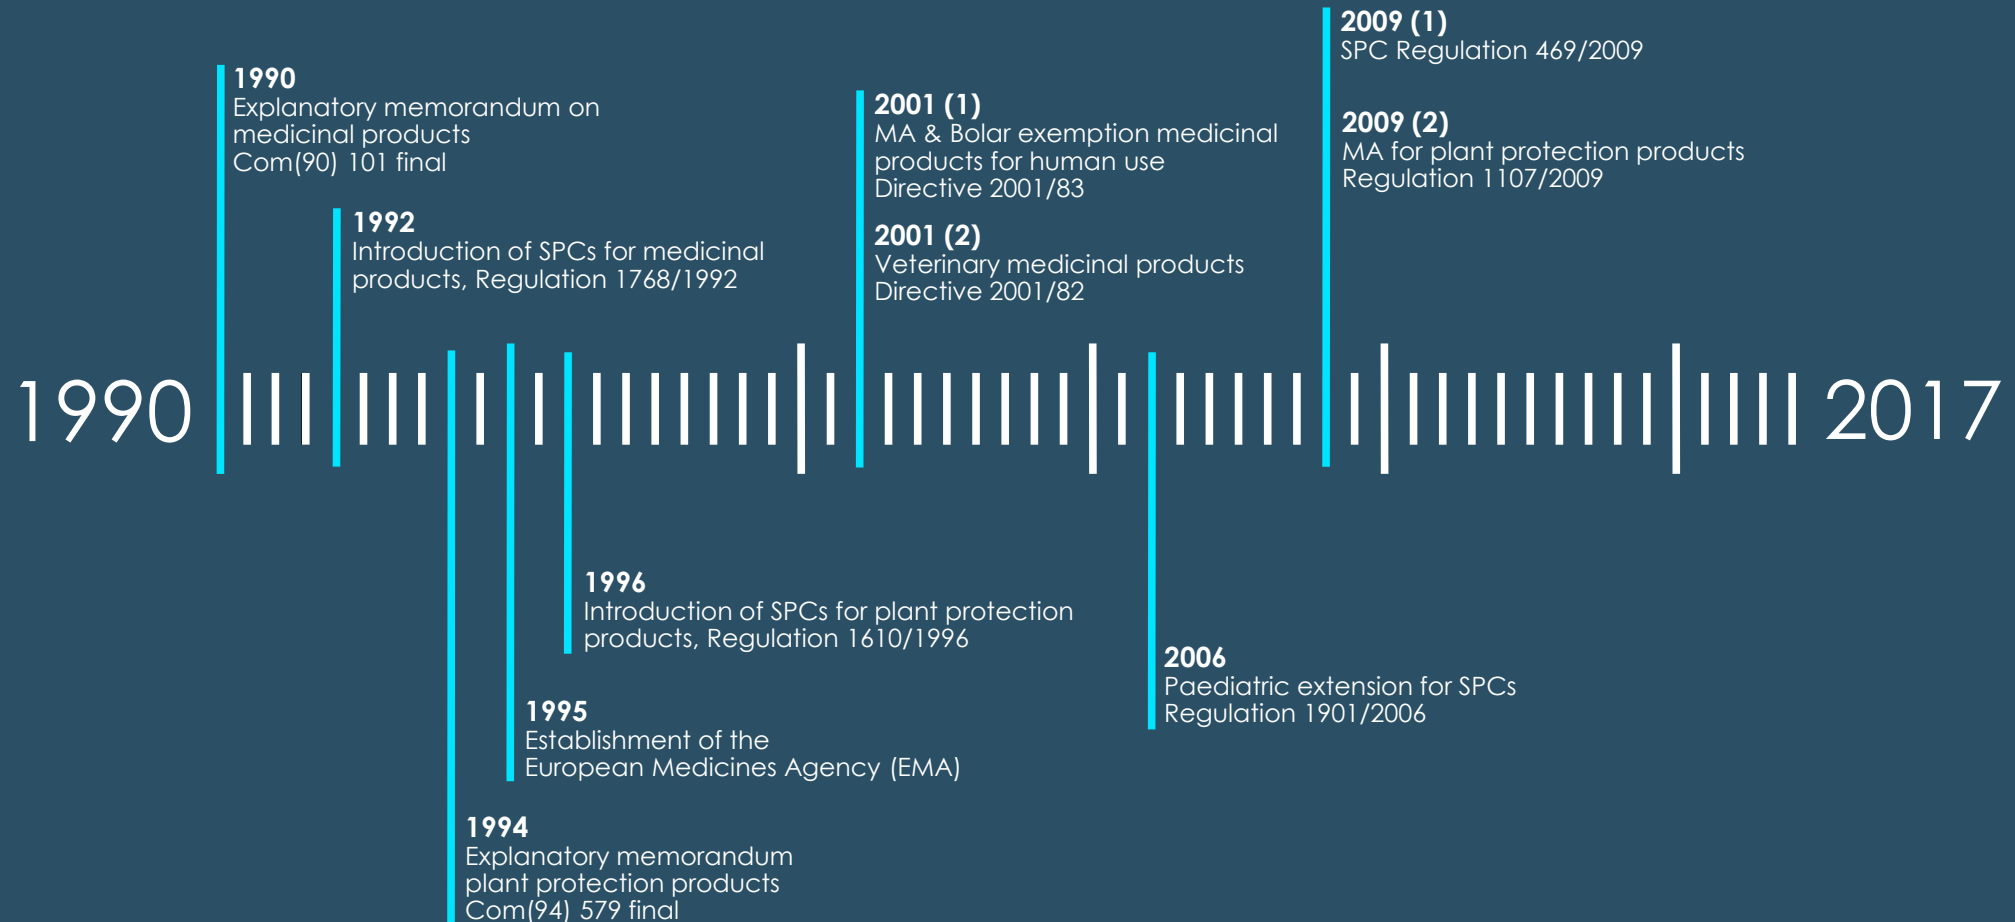 1990
Explanatory memorandum on
medicinal products
Com(90) 101 final
1992
Introduction of SPCs for medicinal
products, Regulation 1768/1992
2001 (1)
MA & Bolar exemption medicinal
products for human use
Directive 2001/83
2001 (2)
Veterinary medicinal products
Directive 2001/82
2009 (1)
SPC Regulation 469/2009
2009 (2)
MA for plant protection products
Regulation 1107/2009
1990
2017
1996
Introduction of SPCs for plant protection
products, Regulation 1610/1996
1995
Establishment of the
European Medicines Agency (EMA)
1994
Explanatory memorandum
plant protection products
Com(94) 579 final
2006
Paediatric extension for SPCs
Regulation 1901/2006